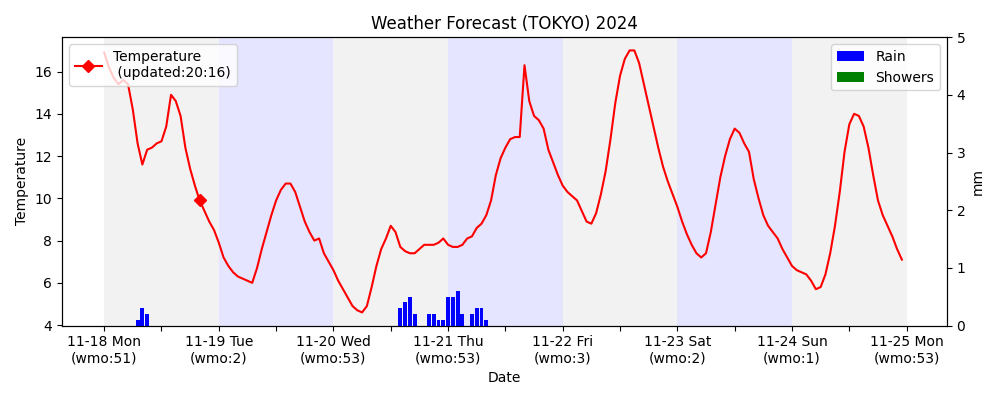 Weather Forecast (TOKYO) 2024
Temperature
(updated:20:16)
Rain
Showers
Temperature
16
14
12
10
8
6
4
5
4
3
2
1
0
mm
11-18 Mon
(wmo:51)
11-19 Tue
(wmo:2)
11-20 Wed
(wmo:53)
11-21 Thu
(wmo:53)
11-22 Fri
(wmo:3)
11-23 Sat
(wmo:2)
11-24 Sun
(wmo:1)
11-25 Mon
(wmo:53)
Date